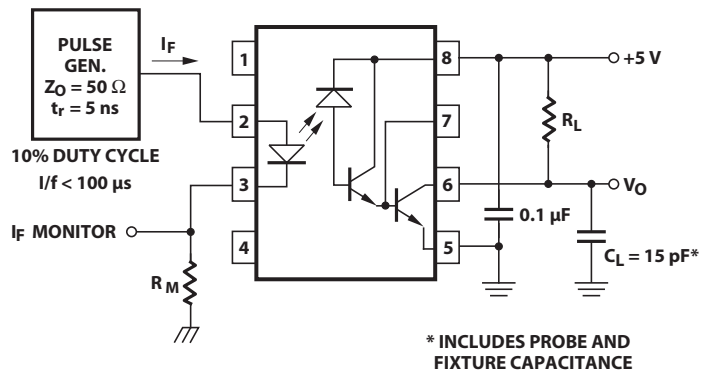 PULSE
GEN.
Z_O = 50 Ω
t_r = 5 ns
10% DUTY CYCLE
I/f < 100 µs
I_F
1
2
3
4
8
7
6
5
+5 V
R_L
V_O
0.1 µF
C_L = 15 pF*
I_F MONITOR
R_M
* INCLUDES PROBE AND
FIXTURE CAPACITANCE